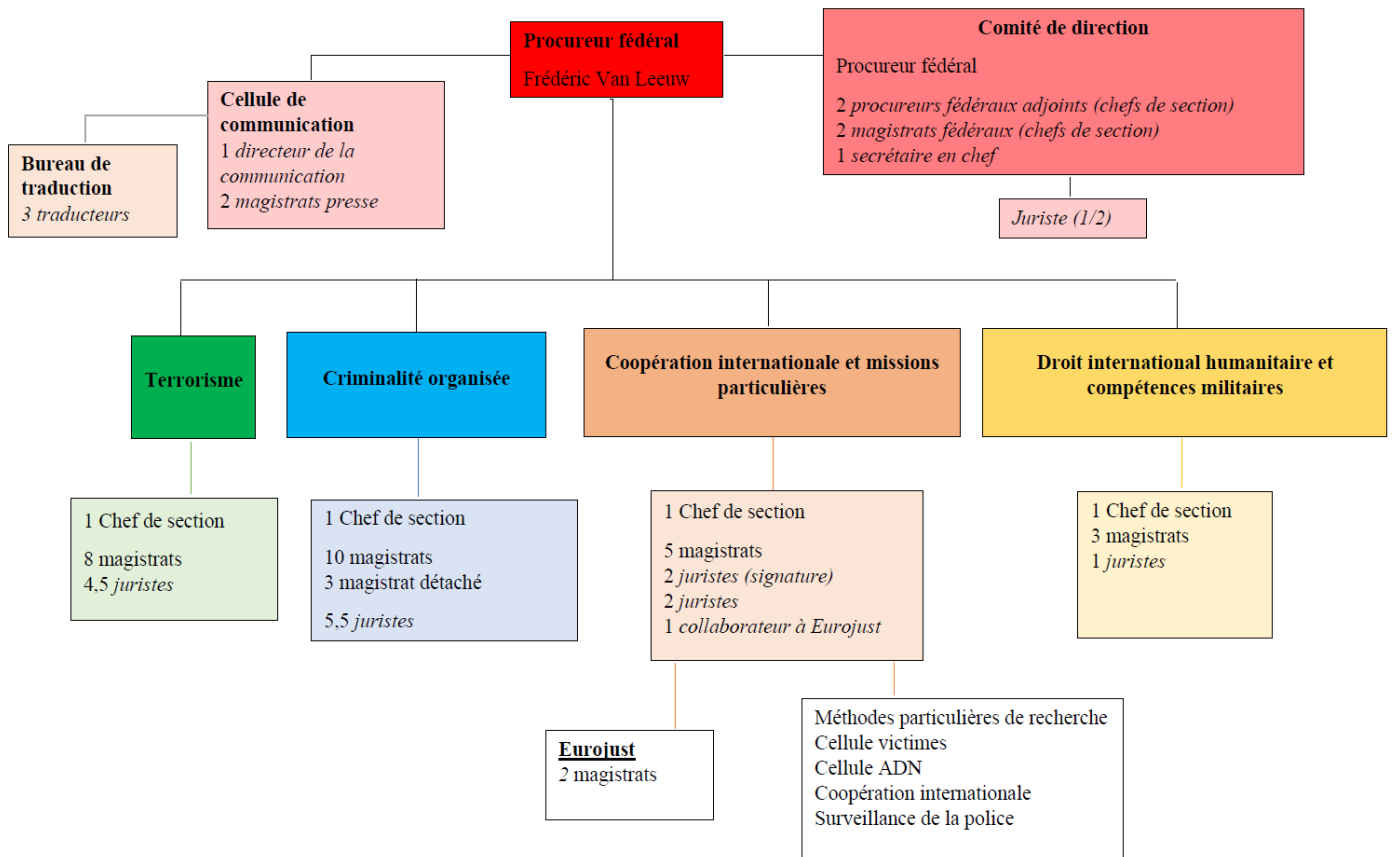 Procureur fédéral
Frédéric Van Leeuw
Comité de direction
Procureur fédéral
2 procureurs fédéraux adjoints (chefs de section)
2 magistrats fédéraux (chefs de section)
1 secrétaire en chef
Cellule de
communication
1 directeur de la
communication
2 magistrats presse
Bureau de
traduction
3 traducteurs
Juriste (1/2)
Terrorisme
Criminalité organisée
Coopération internationale et missions
particulières
Droit international humanitaire et
compétences militaires
1 Chef de section
8 magistrats
4,5 juristes
1 Chef de section
10 magistrats
3 magistrat détaché
5,5 juristes
1 Chef de section
5 magistrats
2 juristes (signature)
2 juristes
1 collaborateur à Eurojust
1 Chef de section
3 magistrats
1 juristes
Eurojust
2 magistrats
Méthodes particulières de recherche
Cellule victimes
Cellule ADN
Coopération internationale
Surveillance de la police